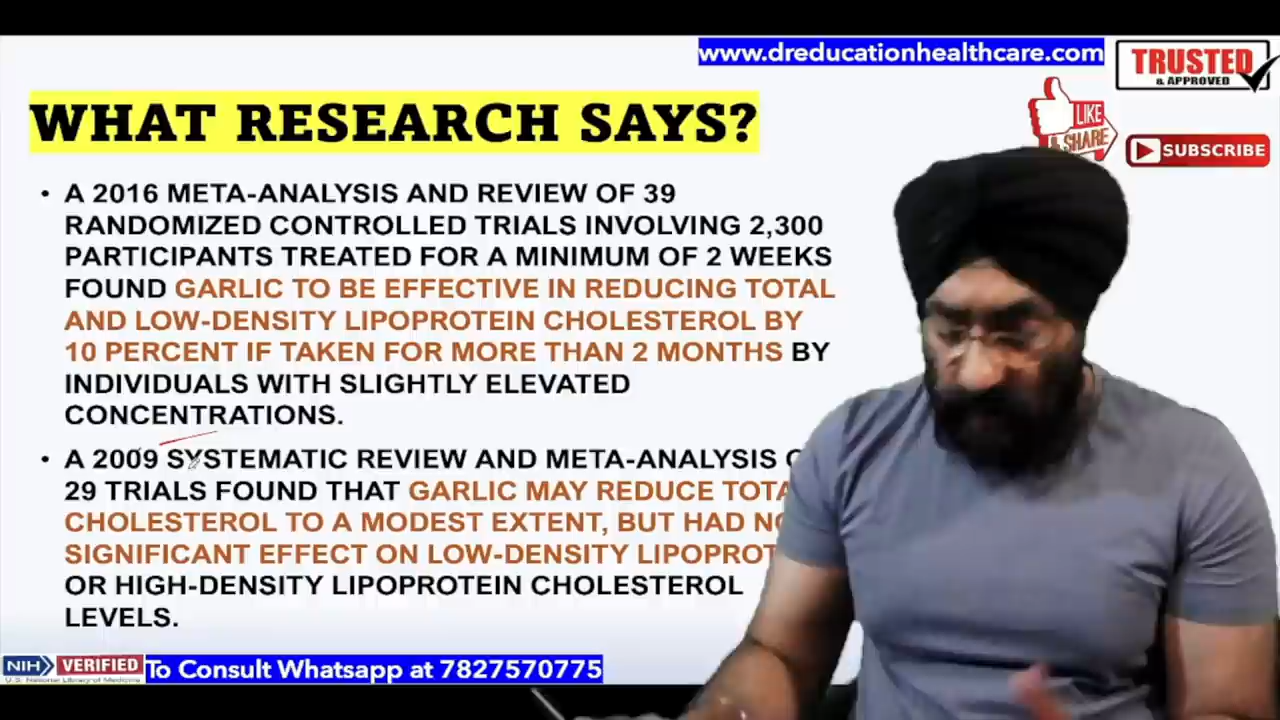 www.dreducationhealthcare.com
TRUSTED
& APPROVED
LIKE
& SHARE
SUBSCRIBE
WHAT RESEARCH SAYS?
• A 2016 META-ANALYSIS AND REVIEW OF 39
RANDOMIZED CONTROLLED TRIALS INVOLVING 2,300
PARTICIPANTS TREATED FOR A MINIMUM OF 2 WEEKS
FOUND GARLIC TO BE EFFECTIVE IN REDUCING TOTAL
AND LOW-DENSITY LIPOPROTEIN CHOLESTEROL BY
10 PERCENT IF TAKEN FOR MORE THAN 2 MONTHS BY
INDIVIDUALS WITH SLIGHTLY ELEVATED
CONCENTRATIONS.
• A 2009 SYSTEMATIC REVIEW AND META-ANALYSIS
29 TRIALS FOUND THAT GARLIC MAY REDUCE
CHOLESTEROL TO A MODEST EXTENT, BUT HAD
SIGNIFICANT EFFECT ON LOW-DENSITY
OR HIGH-DENSITY LIPOPROTEIN CHOLESTEROL
LEVELS.
NIH VERIFIED
U.S. National Library of Medicine
To Consult Whatsapp at 7827570775